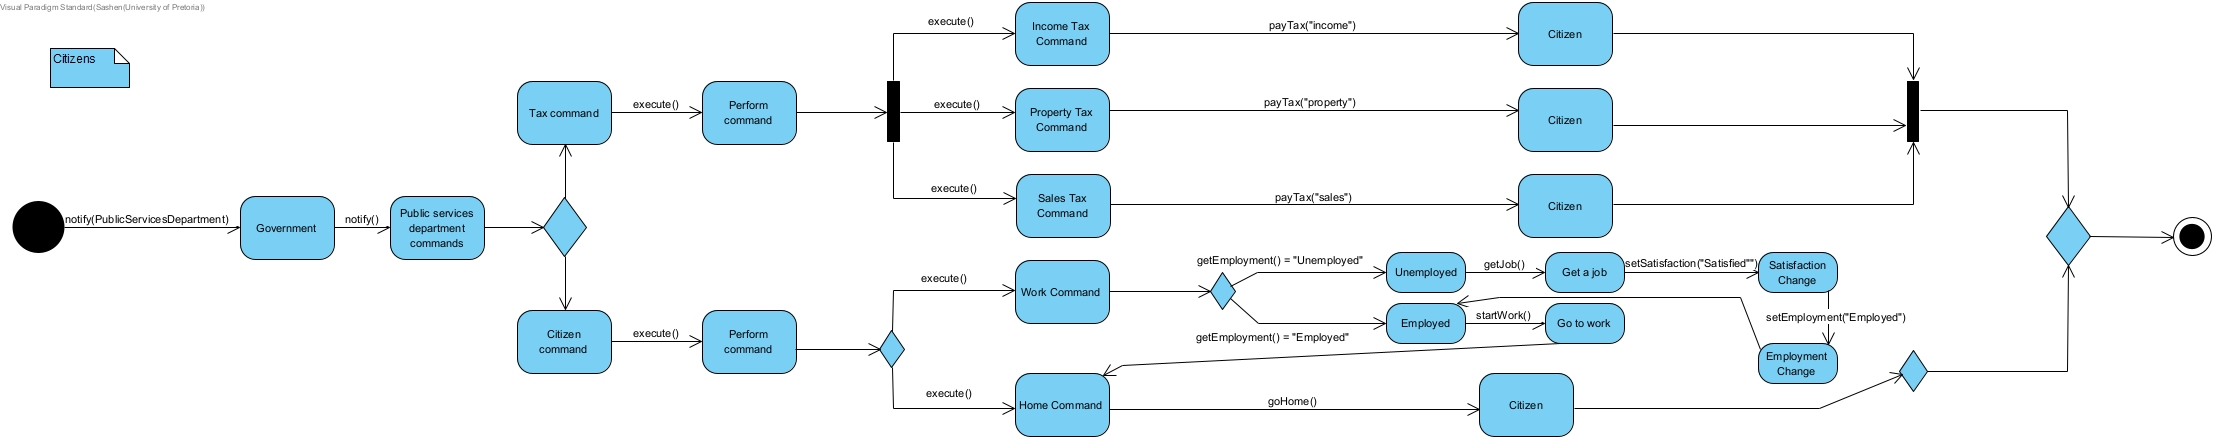 Visual Paradigm Standard(Sashen(University of Pretoria))
Citizens
notify(PublicServicesDepartment)
Government
notify()
Public services
department
commands
Tax command
execute()
Perform
command
execute()
Income Tax
Command
payTax("income")
Citizen
execute()
Property Tax
Command
payTax("property")
Citizen
execute()
Sales Tax
Command
payTax("sales")
Citizen
Citizen
command
execute()
Perform
command
execute()
Work Command
getEmployment() = "Unemployed"
Unemployed
getJob()
Get a job
setSatisfaction("Satisfied"")
Satisfaction
Change
setEmployment("Employed")
Employment
Change
getEmployment() = "Employed"
Employed
startWork()
Go to work
execute()
Home Command
goHome()
Citizen